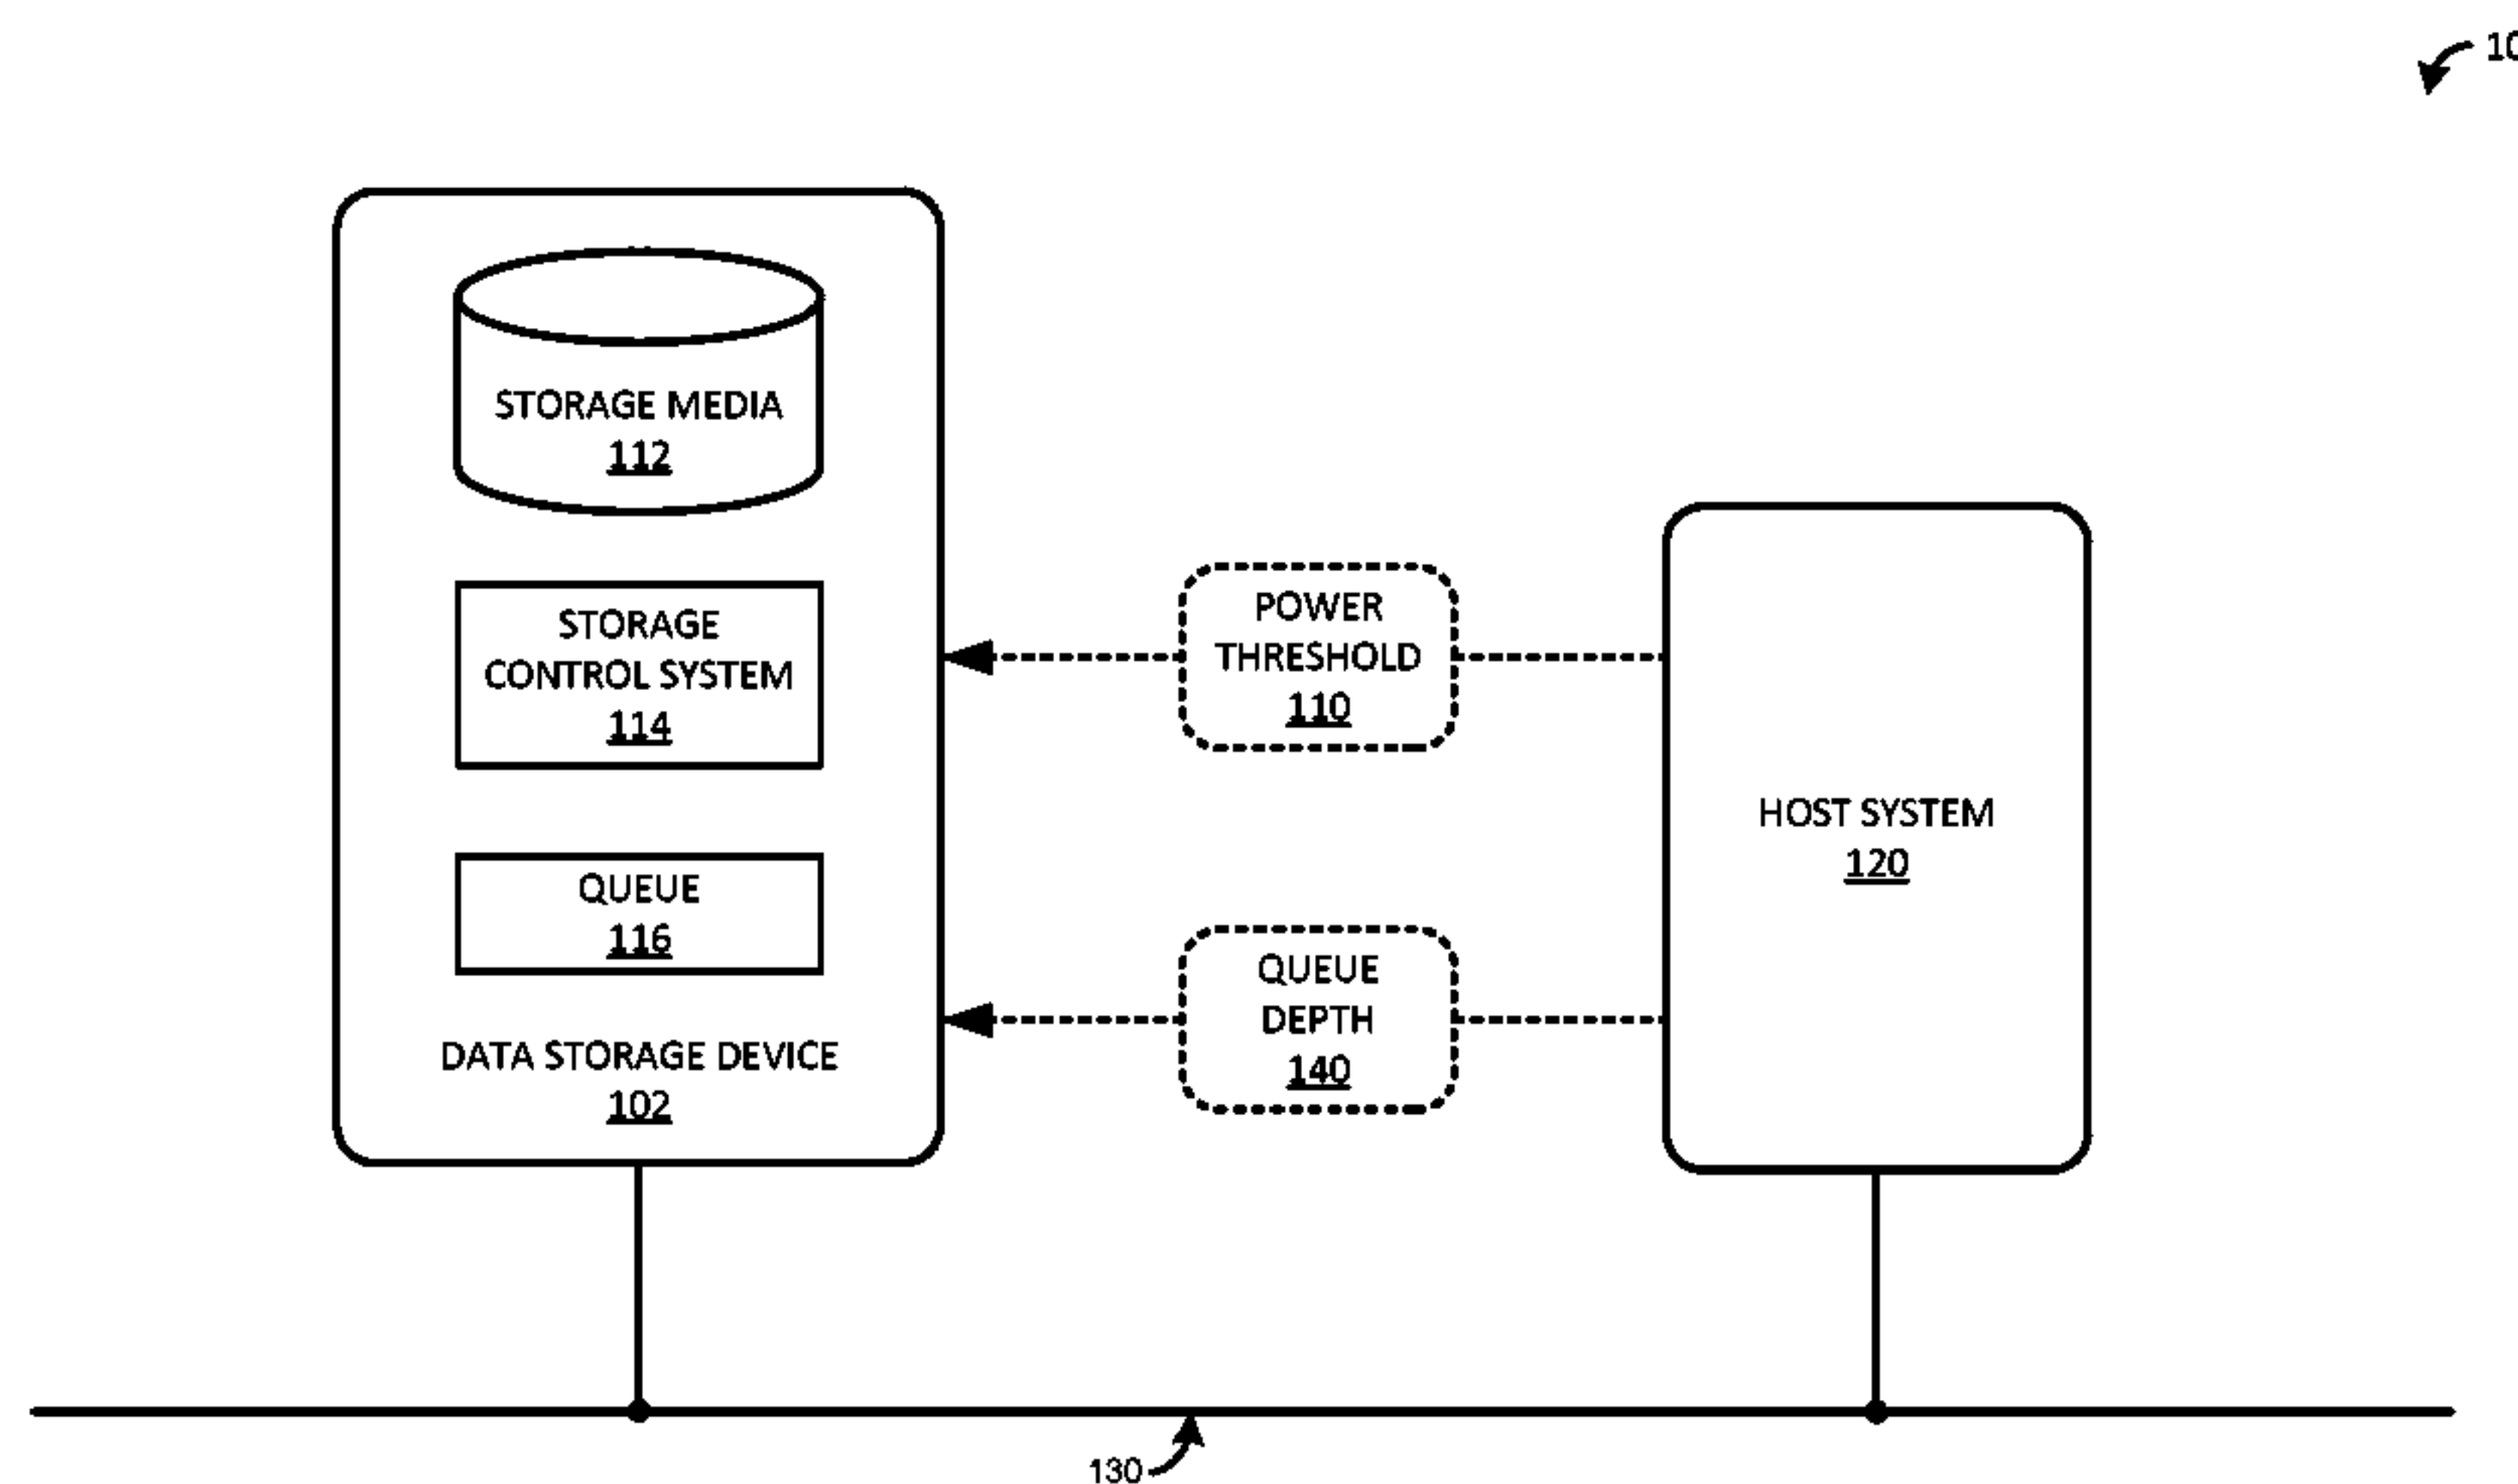 STORAGE MEDIA
112
STORAGE
CONTROL SYSTEM
114
QUEUE
116
DATA STORAGE DEVICE
102
POWER
THRESHOLD
110
QUEUE
DEPTH
140
HOST SYSTEM
120
130